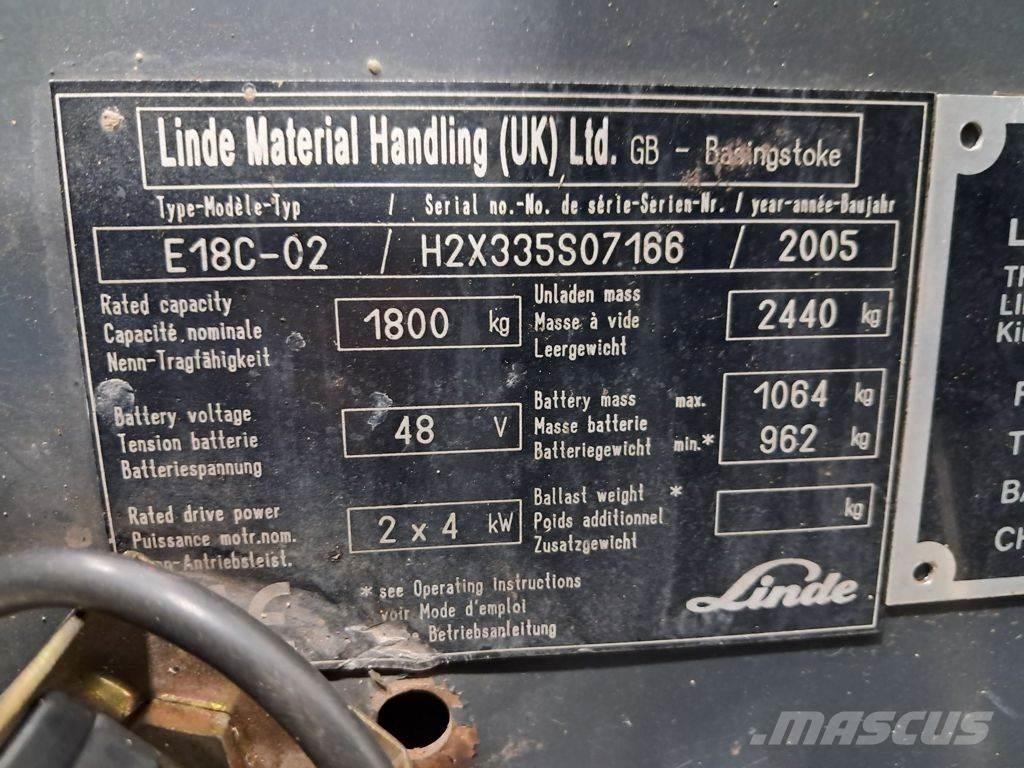 Linde Material Handling (UK) Ltd. GB - Basingstoke
Type-Modèle-Typ / Serial no.-No. de série-Serien-Nr. / year-année-Baujahr
E18C-02 / H2X335S07166 / 2005
Rated capacity
Capacité nominale
Nenn-Tragfähigkeit
1800 kg
Unladen mass
Masse à vide
Leergewicht
2440 kg
Battery voltage
Tension batterie
Batteriespannung
48 V
Battery mass max.
Masse batterie
Batteriegewicht min.*
1064 kg
962 kg
Rated drive power
Puissance motr.nom.
-Antriebsleist.
2 x 4 kW
Ballast weight *
Poids additionnel
Zusatzgewicht
kg
* see Operating Instructions
voir Mode d'emploi
Betriebsanleitung
Linde
CE
L
Kir
F
T
BA
CH
MASCUS